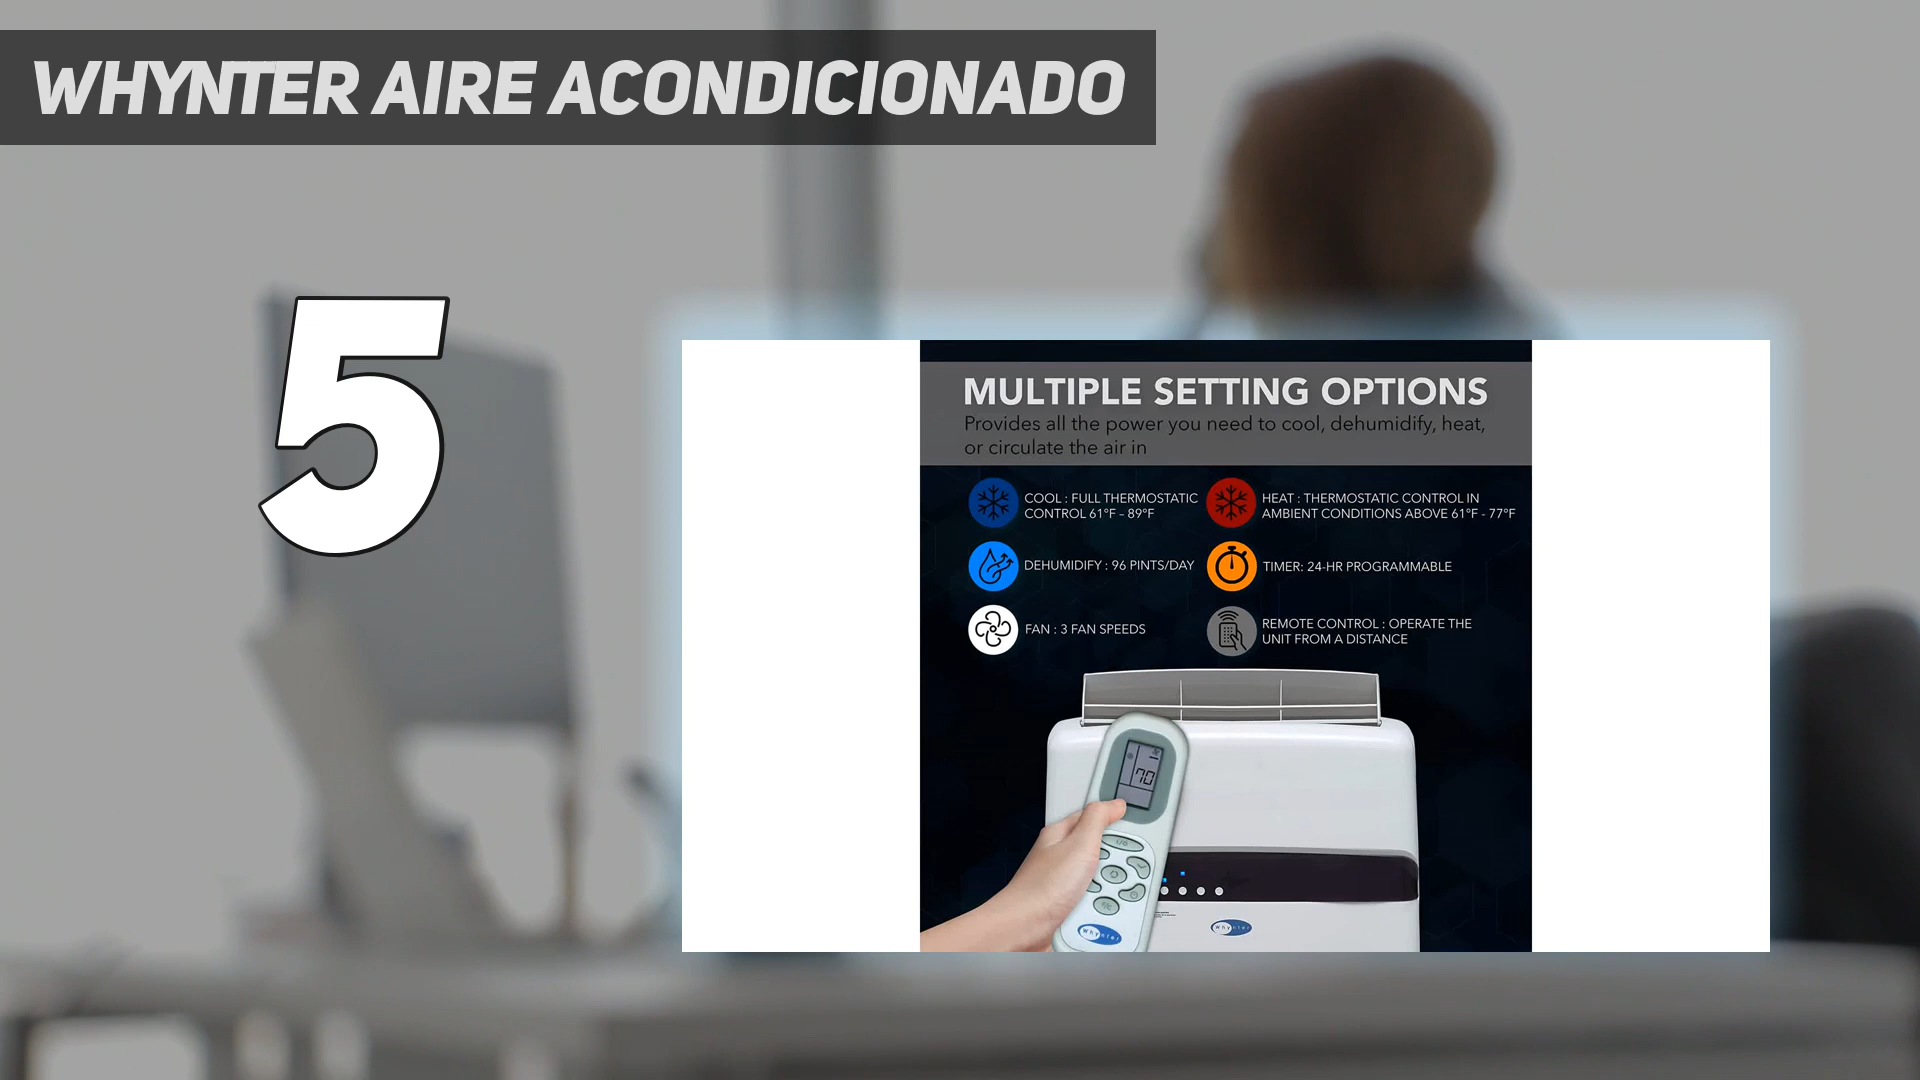 WHYNTER AIRE ACONDICIONADO
5
MULTIPLE SETTING OPTIONS
Provides all the power you need to cool, dehumidify, heat,
or circulate the air in
COOL : FULL THERMOSTATIC
CONTROL 61°F – 89°F
HEAT : THERMOSTATIC CONTROL IN
AMBIENT CONDITIONS ABOVE 61°F - 77°F
DEHUMIDIFY : 96 PINTS/DAY
TIMER: 24-HR PROGRAMMABLE
FAN : 3 FAN SPEEDS
REMOTE CONTROL : OPERATE THE
UNIT FROM A DISTANCE
70
whynter
whynter